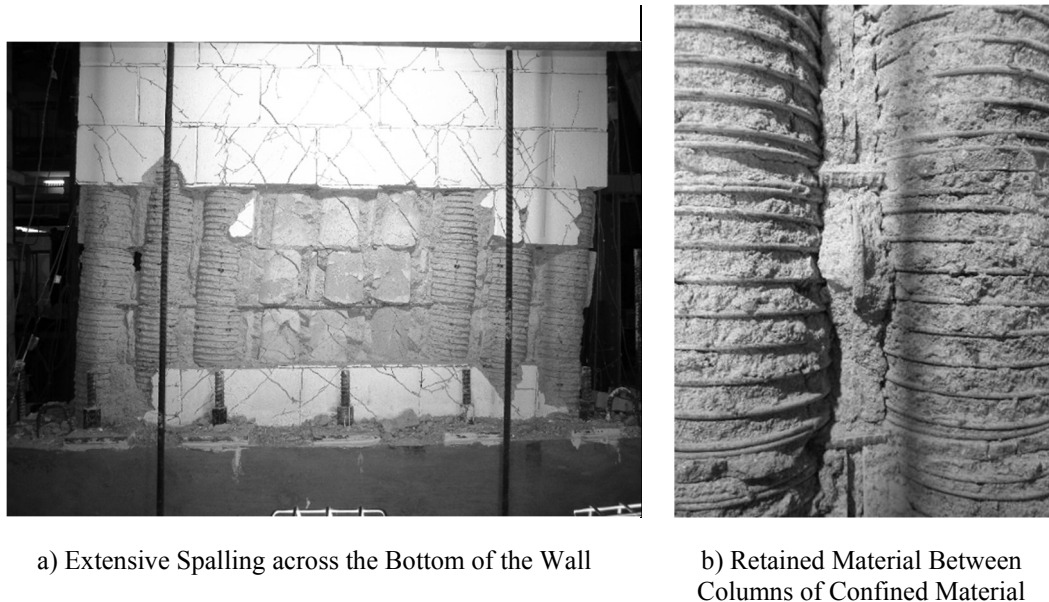 a) Extensive Spalling across the Bottom of the Wall
b) Retained Material Between
Columns of Confined Material